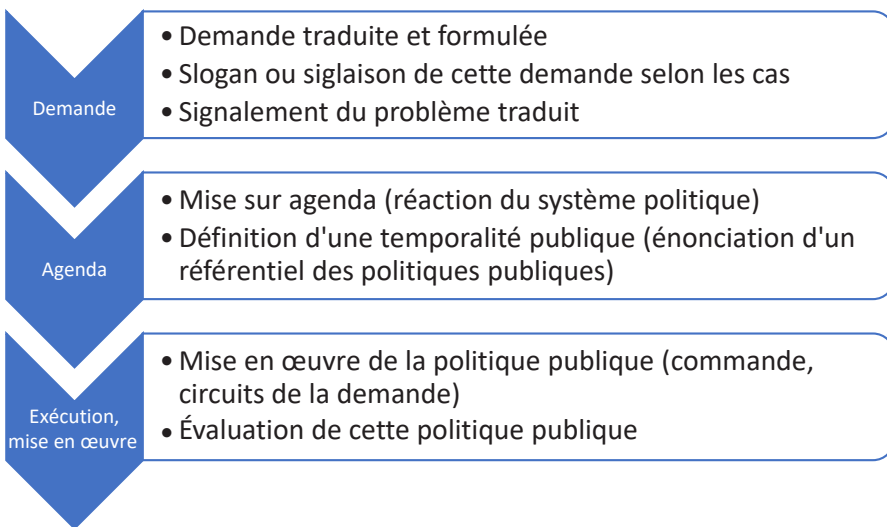 Demande
• Demande traduite et formulée
• Slogan ou siglaison de cette demande selon les cas
• Signalement du problème traduit
Agenda
• Mise sur agenda (réaction du système politique)
• Définition d'une temporalité publique (énonciation d'un
référentiel des politiques publiques)
Exécution,
mise en œuvre
• Mise en œuvre de la politique publique (commande,
circuits de la demande)
• Évaluation de cette politique publique